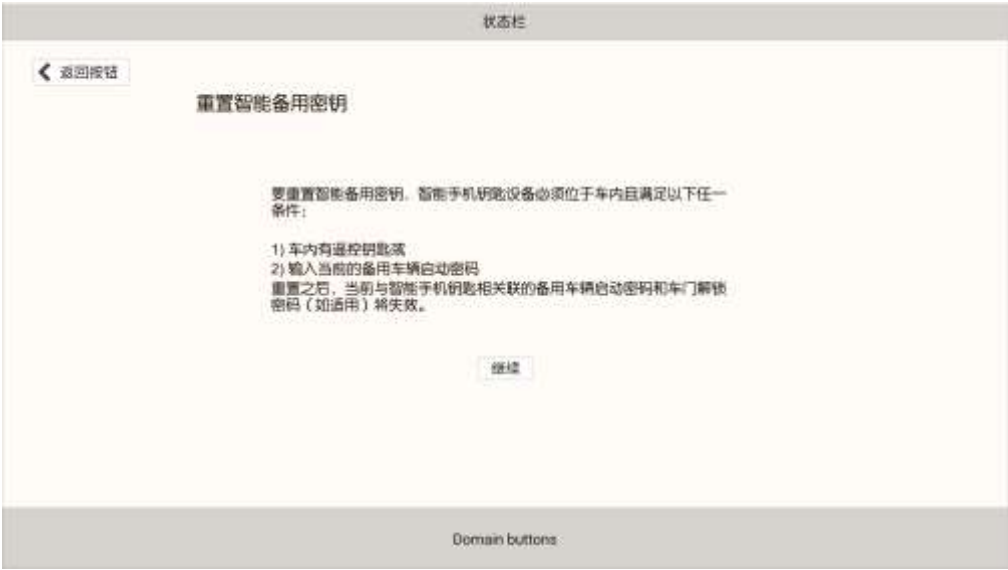 状态栏
返回按钮
重置智能备用密钥
要重置智能备用密钥，智能手机钥匙设备必须位于车内且满足以下任一
条件：
1) 车内有遥控钥匙或
2) 输入当前的备用车辆启动密码
重置之后，当前与智能手机钥匙相关联的备用车辆启动密码和车门解锁
密码（如适用）将失效。
继续
Domain buttons